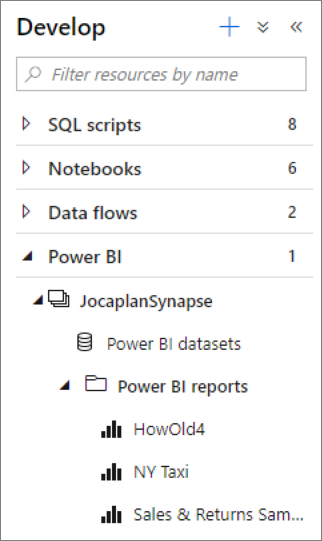 Develop
Filter resources by name
SQL scripts 8
Notebooks 6
Data flows 2
Power BI 1
JocaplanSynapse
Power BI datasets
Power BI reports
HowOld4
NY Taxi
Sales & Returns Sam...